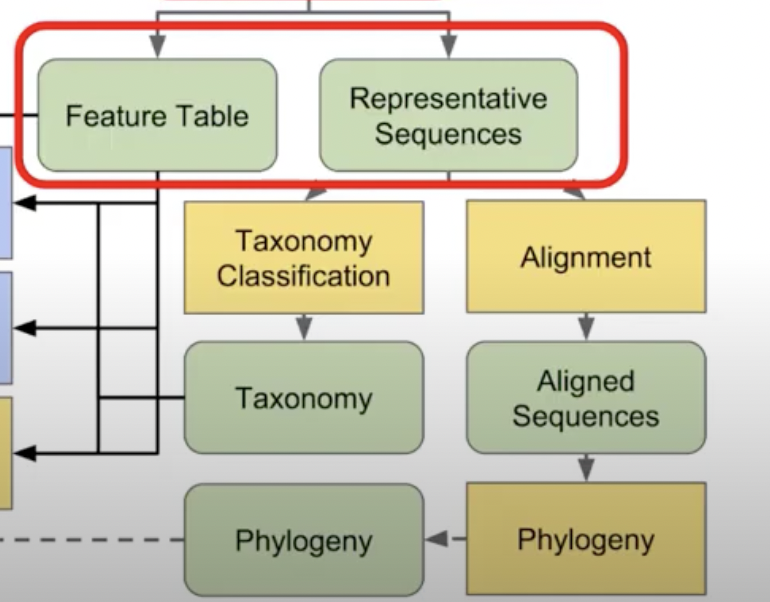 Feature Table
Representative
Sequences
Taxonomy
Classification
Alignment
Taxonomy
Aligned
Sequences
Phylogeny
Phylogeny